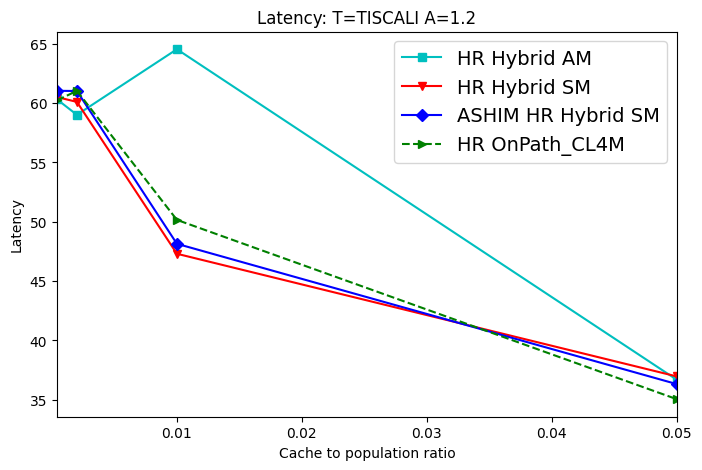 Latency: T=TISCALI A=1.2
HR Hybrid AM
HR Hybrid SM
ASHIM HR Hybrid SM
HR OnPath_CL4M
Latency
65
60
55
50
45
40
35
0.01 0.02 0.03 0.04 0.05
Cache to population ratio